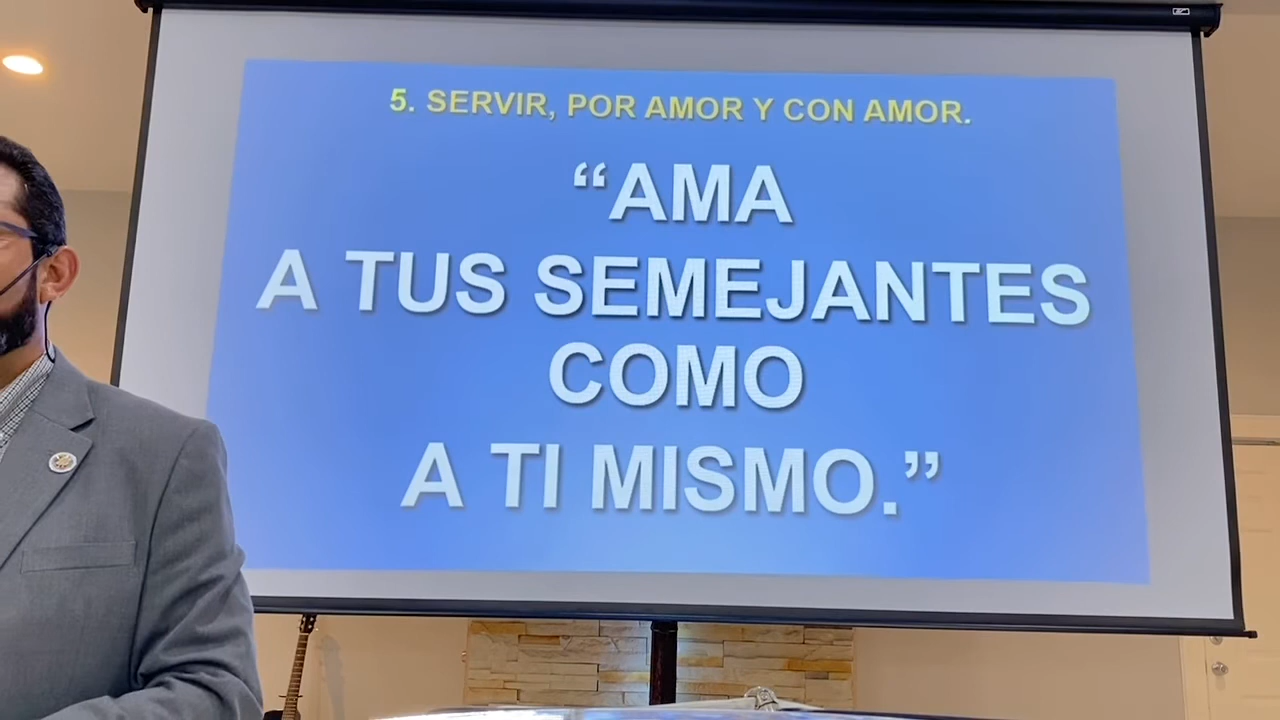 5. SERVIR, POR AMOR Y CON AMOR.
“AMA
A TUS SEMEJANTES
COMO
A TI MISMO.”